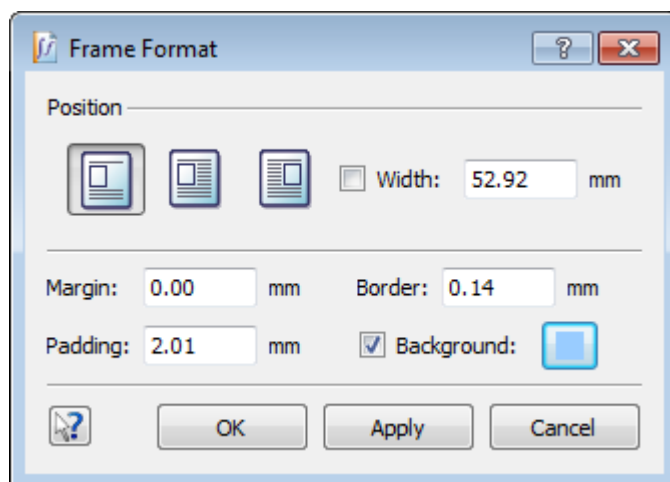 Frame Format
Position
Width: 52.92 mm
Margin: 0.00 mm Border: 0.14 mm
Padding: 2.01 mm Background:
OK Apply Cancel